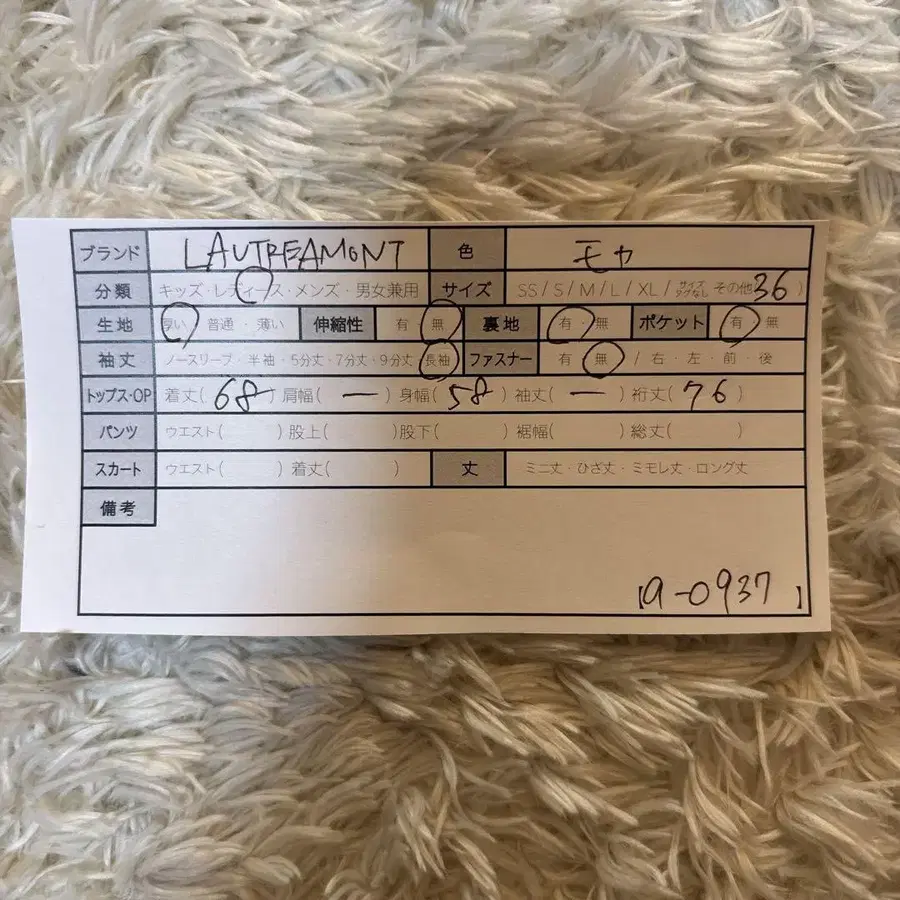 ブランド LAUTREAMONT 色 モカ
分類 キッズ・レディース・メンズ・男女兼用 サイズ SS / S / M / L / XL / サイズタグなし その他 36 )
生地 厚い・普通・薄い 伸縮性 有・無 裏地 有・無 ポケット 有・無
袖丈 ノースリーブ・半袖・5分丈・7分丈・9分丈・長袖 ファスナー 有・無 / 右・左・前・後
トップス・OP 着丈( 68 ) 肩幅( ー ) 身幅( 58 ) 袖丈( ー ) 裄丈( 76 )
パンツ ウエスト( ) 股上( ) 股下( ) 裾幅( ) 総丈( )
スカート ウエスト( ) 着丈( ) 丈 ミニ丈・ひざ丈・ミモレ丈・ロング丈
備考
【9-0937 】